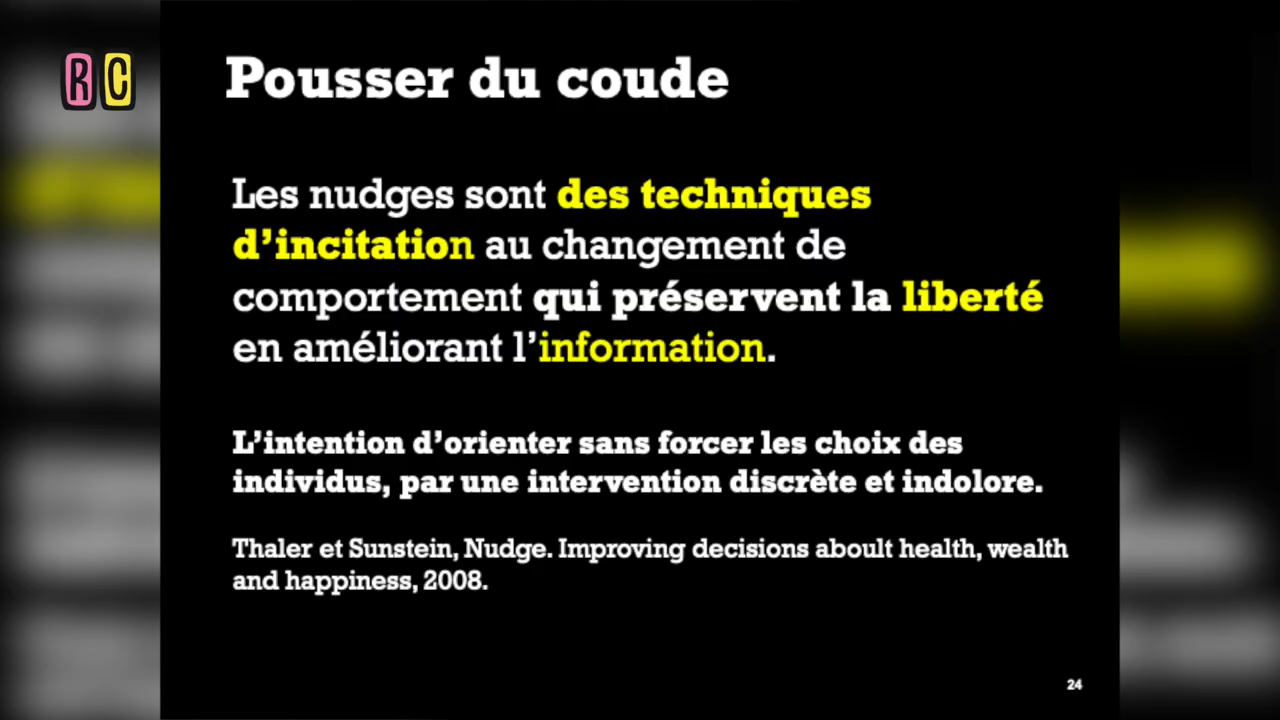 RC
Pousser du coude
Les nudges sont des techniques
d’incitation au changement de
comportement qui préservent la liberté
en améliorant l’information.
L’intention d’orienter sans forcer les choix des
individus, par une intervention discrète et indolore.
Thaler et Sunstein, Nudge. Improving decisions aboult health, wealth
and happiness, 2008.
24